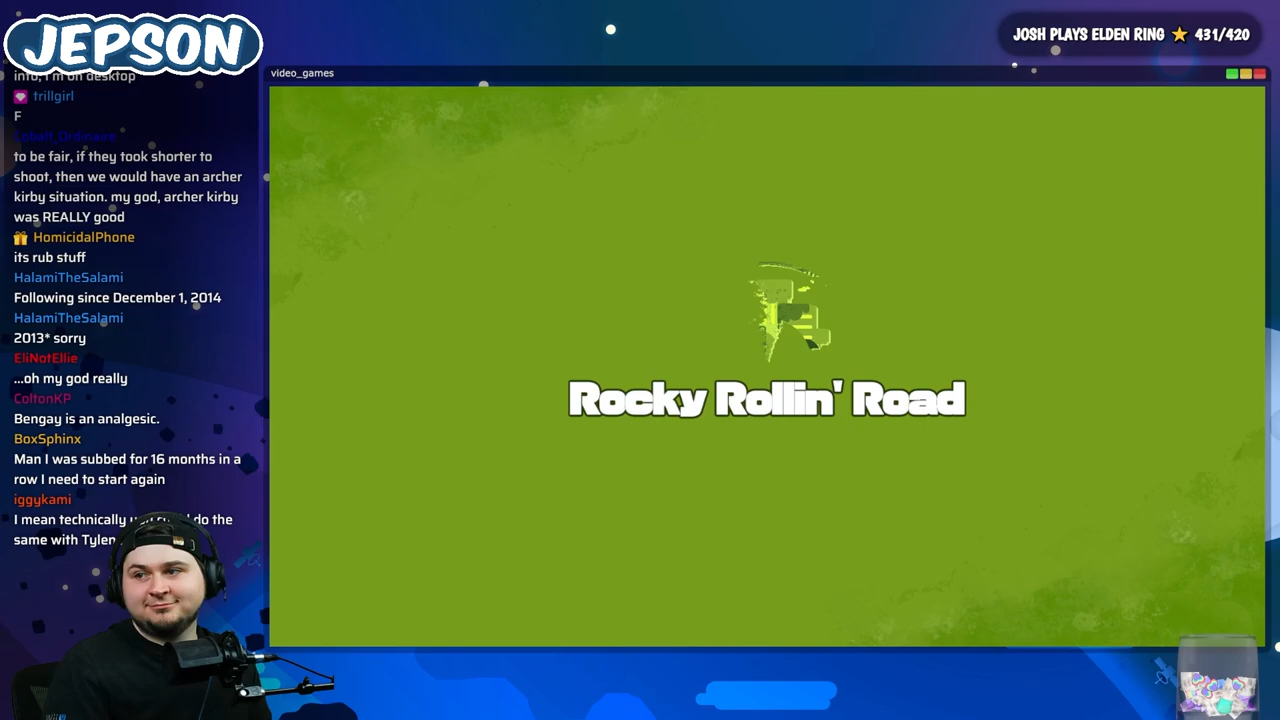 JEPSON
JOSH PLAYS ELDEN RING 431/420
video_games
info, I'm on desktop
trillgirl
F
Cobalt_Ordinaire
to be fair, if they took shorter to
shoot, then we would have an archer
kirby situation. my god, archer kirby
was REALLY good
HomicidalPhone
its rub stuff
HalamiTheSalami
Following since December 1, 2014
HalamiTheSalami
2013* sorry
EliNotEllie
...oh my god really
ColtonKP
Bengay is an analgesic.
BoxSphinx
Man I was subbed for 16 months in a
row I need to start again
iggykami
I mean technically do the
same with Tylen
Rocky Rollin' Road